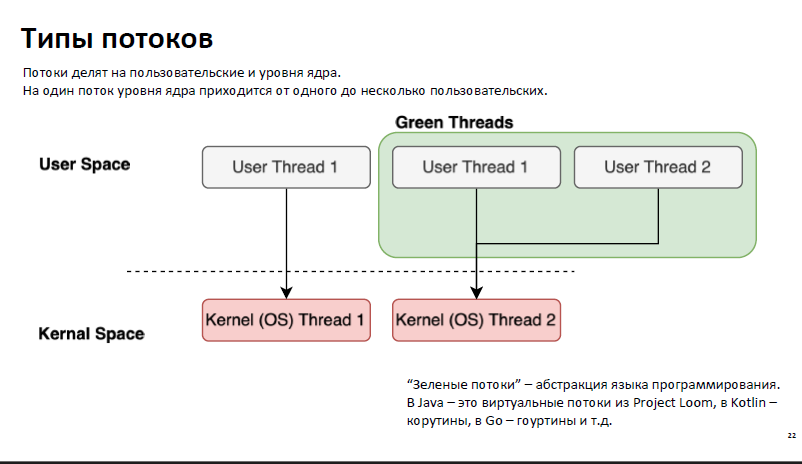 Типы потоков
Потоки делят на пользовательские и уровня ядра.
На один поток уровня ядра приходится от одного до несколько пользовательских.
Green Threads
User Space
User Thread 1
User Thread 1
User Thread 2
Kernel (OS) Thread 1
Kernel (OS) Thread 2
Kernal Space
“Зеленые потоки” – абстракция языка программирования.
В Java – это виртуальные потоки из Project Loom, в Kotlin –
корутины, в Go – гоуртины и т.д.
22